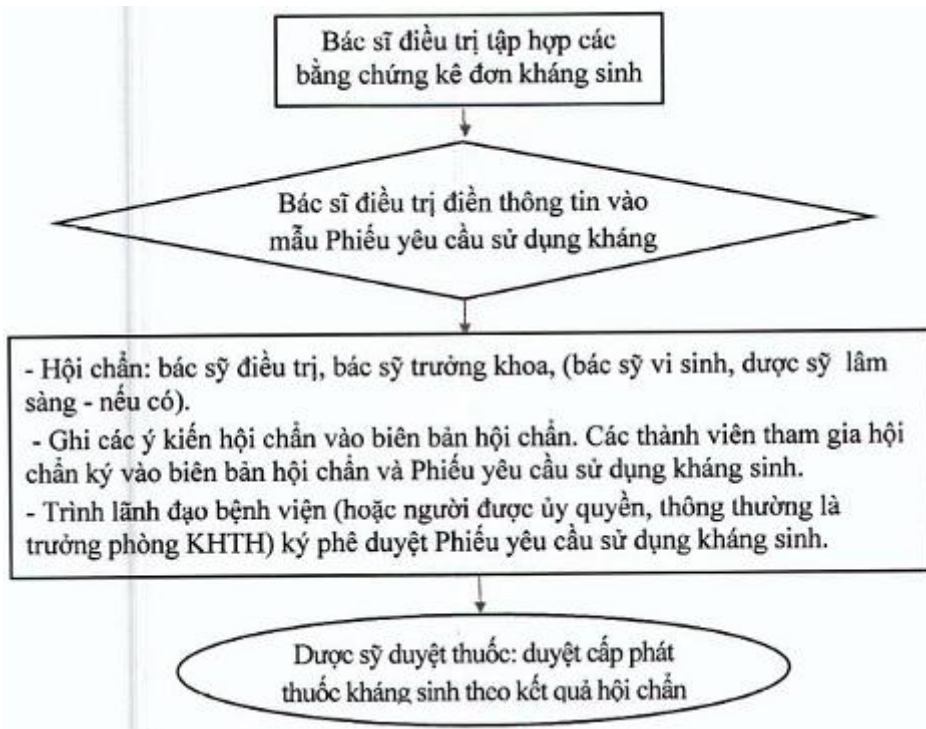 Bác sĩ điều trị tập hợp các
bằng chứng kê đơn kháng sinh
Bác sĩ điều trị điền thông tin vào
mẫu Phiếu yêu cầu sử dụng kháng
- Hội chẩn: bác sỹ điều trị, bác sỹ trưởng khoa, (bác sỹ vi sinh, dược sỹ lâm
sàng - nếu có).
- Ghi các ý kiến hội chẩn vào biên bản hội chẩn. Các thành viên tham gia hội
chẩn ký vào biên bản hội chẩn và Phiếu yêu cầu sử dụng kháng sinh.
- Trình lãnh đạo bệnh viện (hoặc người được ủy quyền, thông thường là
trưởng phòng KHTH) ký phê duyệt Phiếu yêu cầu sử dụng kháng sinh.
Dược sỹ duyệt thuốc: duyệt cấp phát
thuốc kháng sinh theo kết quả hội chẩn